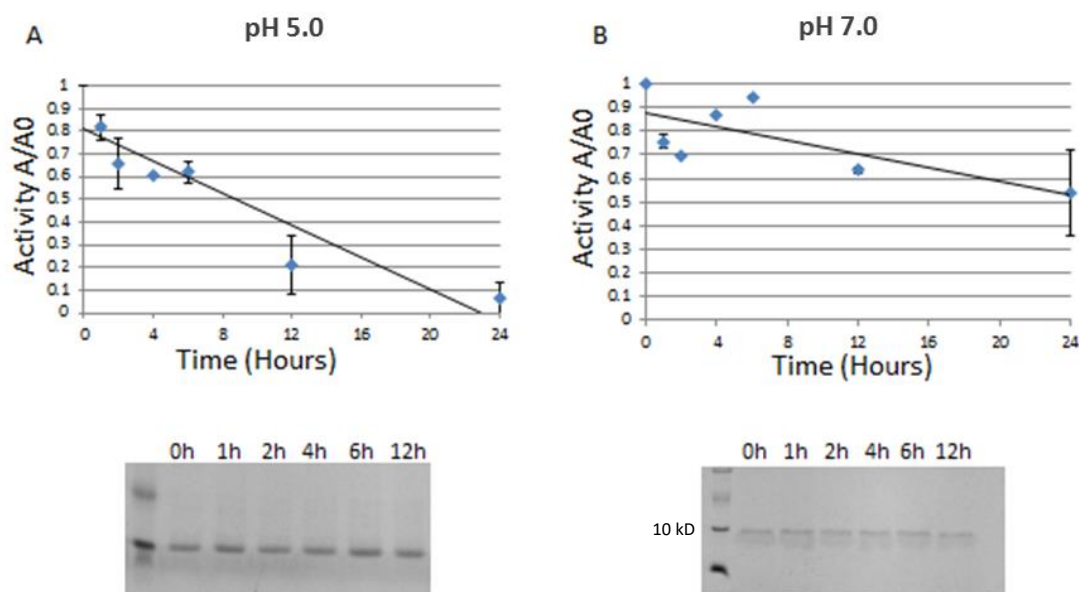 A
pH 5.0
Activity A/A0
1
0.9
0.8
0.7
0.6
0.5
0.4
0.3
0.2
0.1
0
0 4 8 12 16 20 24
Time (Hours)
0h 1h 2h 4h 6h 12h
B
pH 7.0
Activity A/A0
1
0.9
0.8
0.7
0.6
0.5
0.4
0.3
0.2
0.1
0
0 4 8 12 16 20 24
Time (Hours)
0h 1h 2h 4h 6h 12h
10 kD